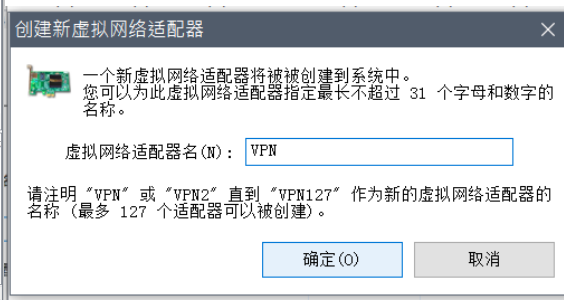 创建新虚拟网络适配器
一个新虚拟网络适配器将被被创建到系统中。
您可以为此虚拟网络适配器指定最长不超过 31 个字母和数字的
名称。
虚拟网络适配器名(N): VPN
请注明 "VPN" 或 "VPN2" 直到 "VPN127" 作为新的虚拟网络适配器的
名称 (最多 127 个适配器可以被创建)。
确定(O) 取消